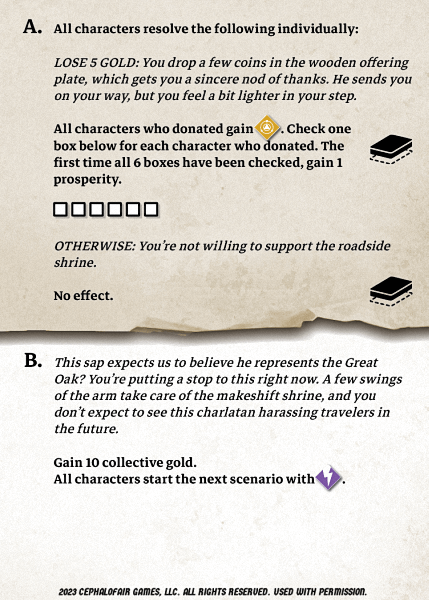 A. All characters resolve the following individually:
LOSE 5 GOLD: You drop a few coins in the wooden offering
plate, which gets you a sincere nod of thanks. He sends you
on your way, but you feel a bit lighter in your step.
All characters who donated gain . Check one
box below for each character who donated. The
first time all 6 boxes have been checked, gain 1
prosperity.
OTHERWISE: You're not willing to support the roadside
shrine.
No effect.
B. This sap expects us to believe he represents the Great
Oak? You're putting a stop to this right now. A few swings
of the arm take care of the makeshift shrine, and you
don't expect to see this charlatan harassing travelers in
the future.
Gain 10 collective gold.
All characters start the next scenario with .
2023 CEPHALOFAIR GAMES, LLC. ALL RIGHTS RESERVED. USED WITH PERMISSION.